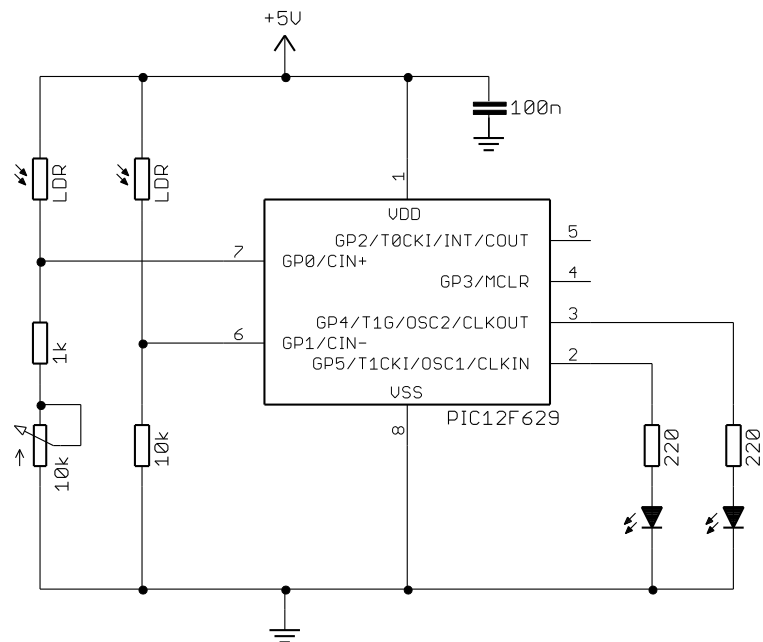 +5V
100n
LDR
LDR
1
VDD
GP2/T0CKI/INT/COUT
5
7
GP0/CIN+
GP3/MCLR
4
GP4/T1G/OSC2/CLKOUT
3
6
GP1/CIN-
GP5/T1CKI/OSC1/CLKIN
2
1k
VSS
PIC12F629
8
10k
10k
220
220